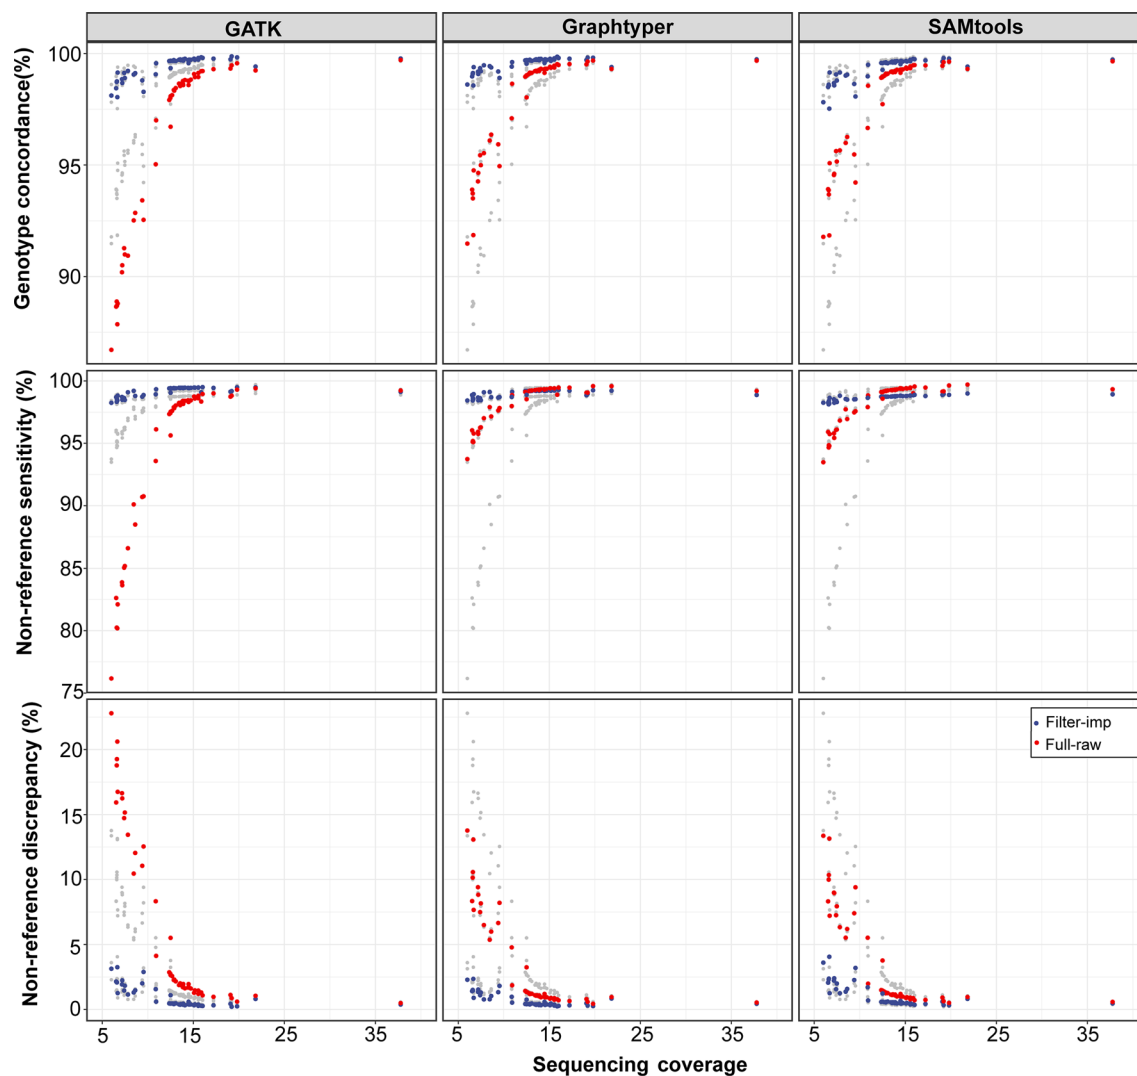 GATK
Graphtyper
SAMtools
Genotype concordance(%)
100
95
90
Non-reference sensitivity (%)
100
95
90
85
80
75
Non-reference discrepancy (%)
20
15
10
5
0
Filter-imp
Full-raw
5 15 25 35
5 15 25 35
5 15 25 35
Sequencing coverage